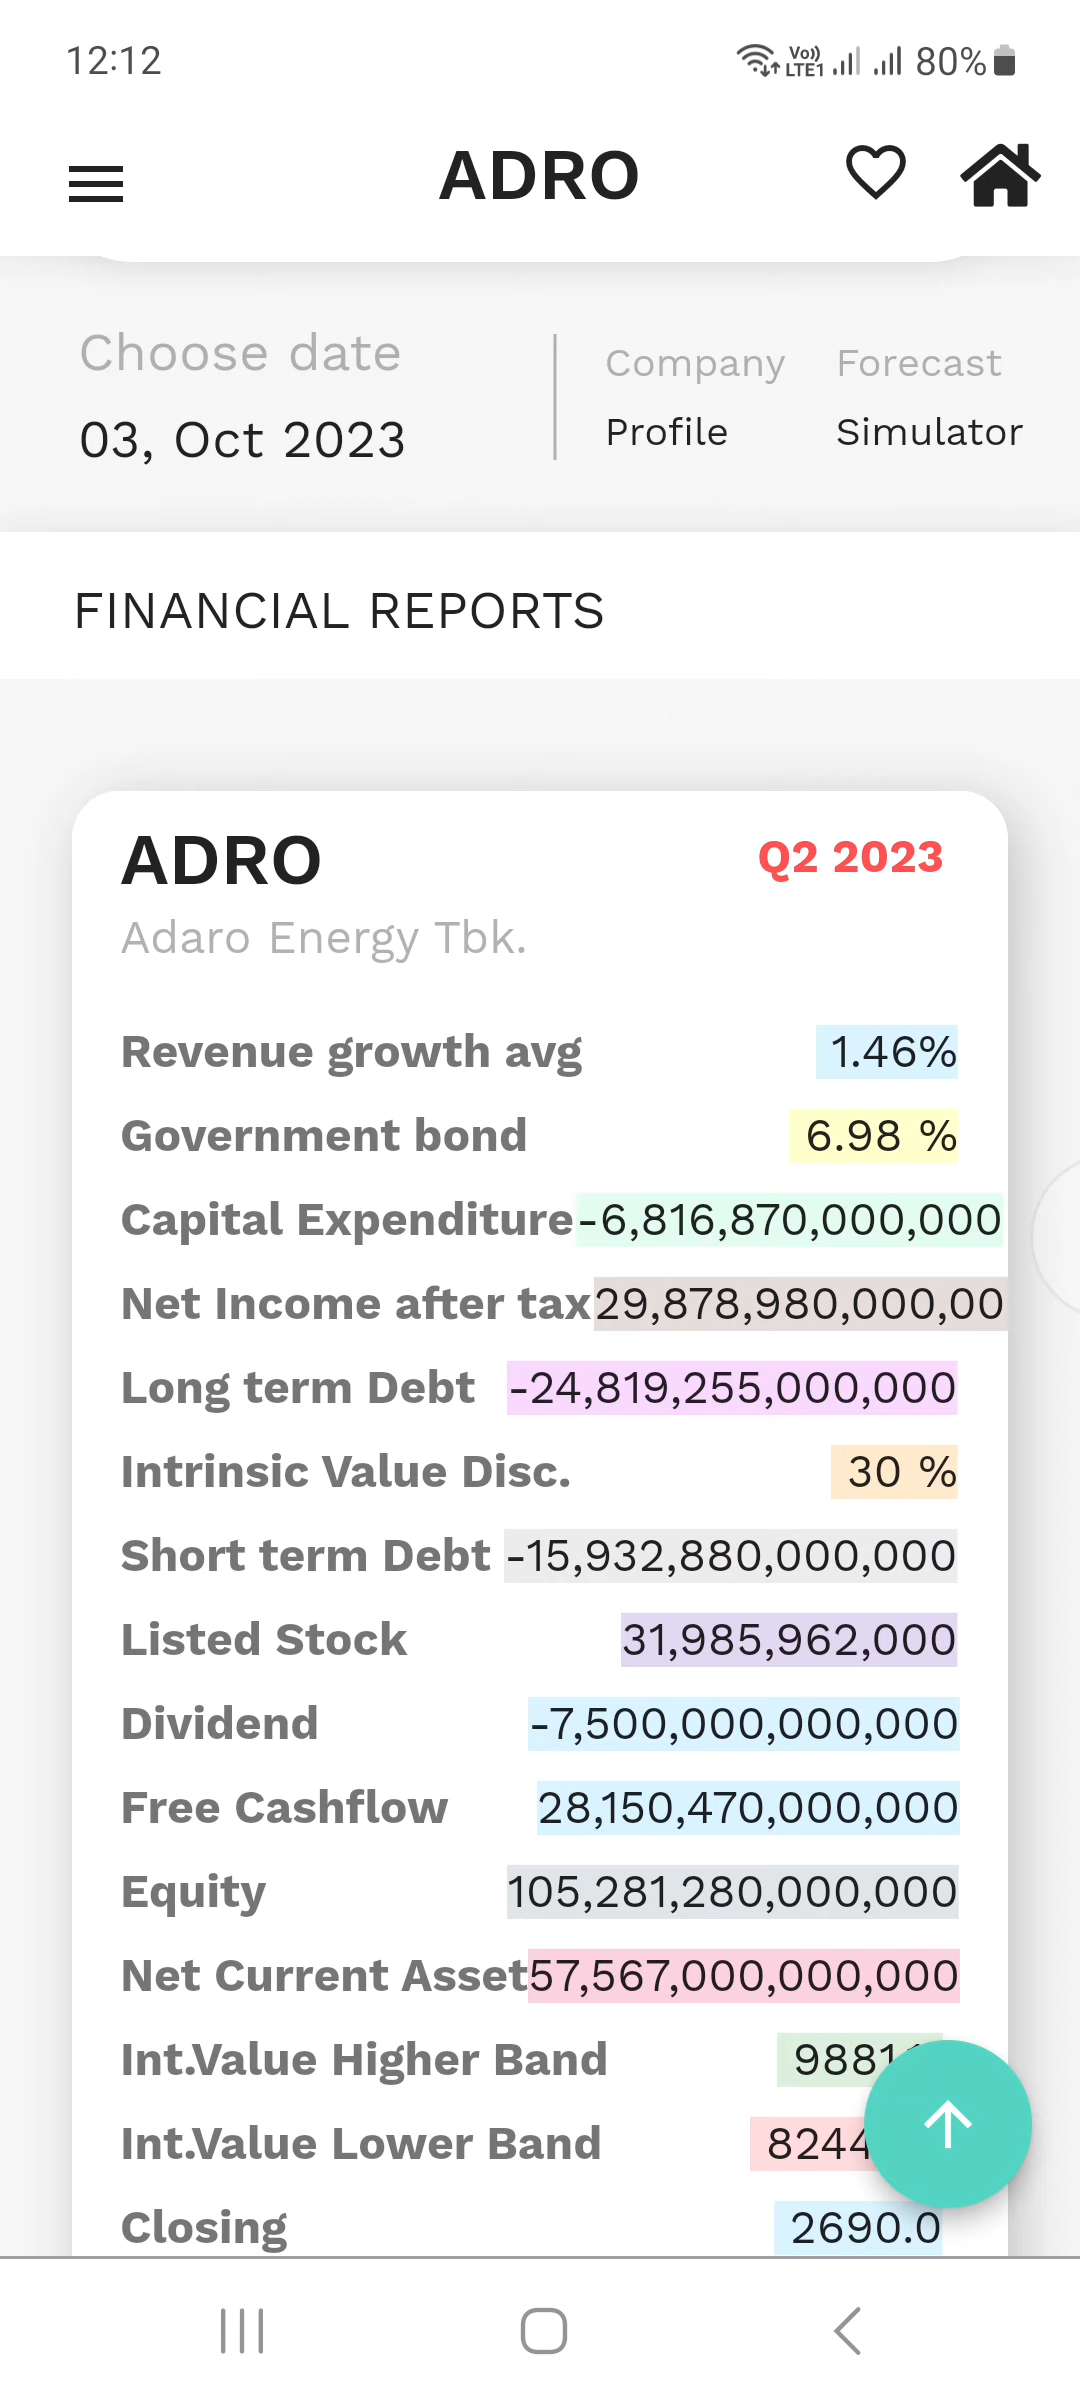 12:12 Vo)) LTE1 80%
ADRO
Choose date Company Forecast
03, Oct 2023 Profile Simulator
FINANCIAL REPORTS
ADRO Q2 2023
Adaro Energy Tbk.
Revenue growth avg 1.46%
Government bond 6.98 %
Capital Expenditure -6,816,870,000,000
Net Income after tax 29,878,980,000,00
Long term Debt -24,819,255,000,000
Intrinsic Value Disc. 30 %
Short term Debt -15,932,880,000,000
Listed Stock 31,985,962,000
Dividend -7,500,000,000,000
Free Cashflow 28,150,470,000,000
Equity 105,281,280,000,000
Net Current Asset 57,567,000,000,000
Int.Value Higher Band
Int.Value Lower Band
Closing 2690.0